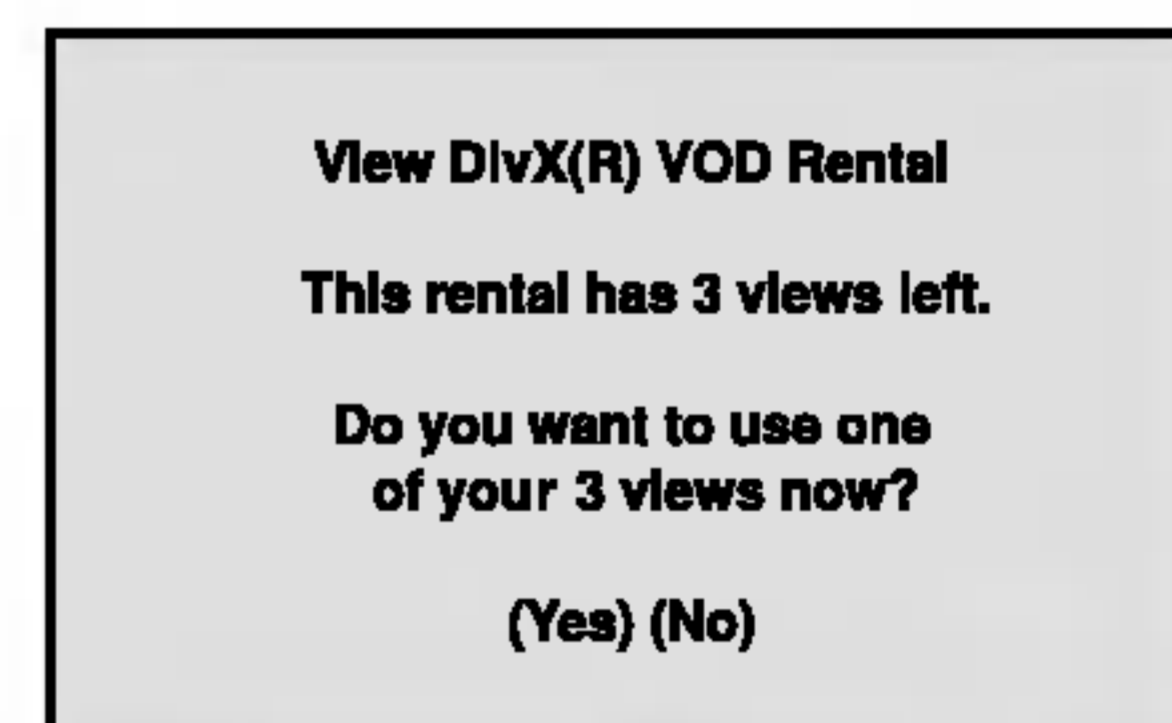 View DivX(R) VOD Rental
This rental has 3 views left.
Do you want to use one
of your 3 views now?
(Yes) (No)